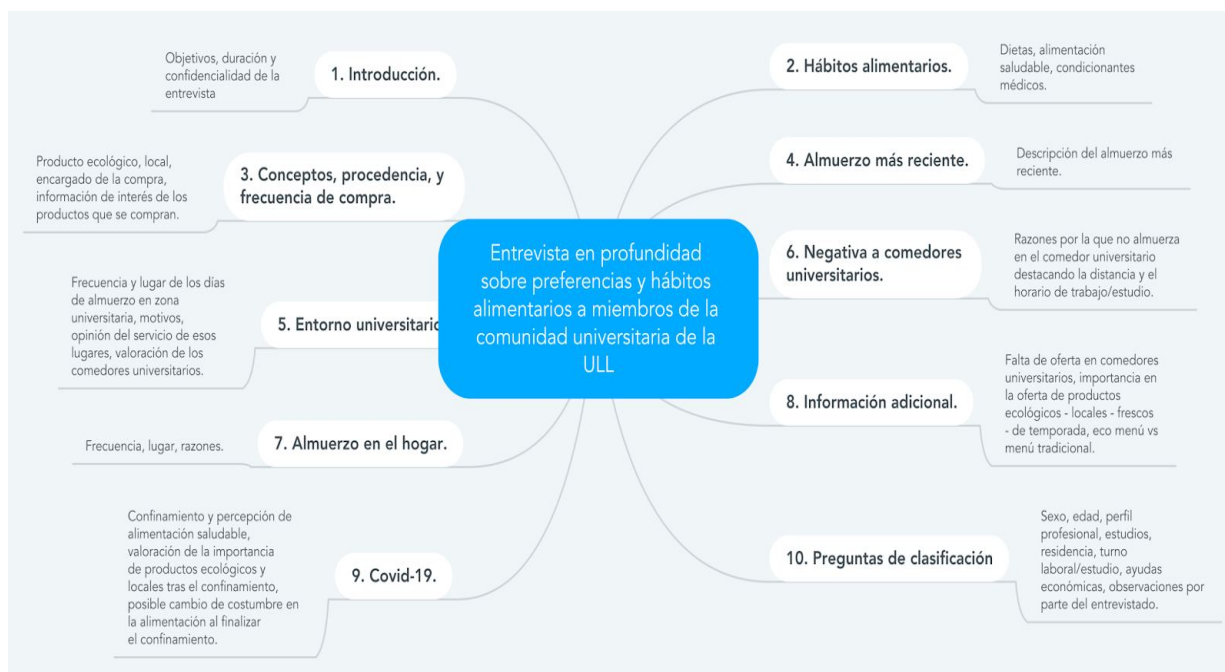 Objetivos, duración y
confidencialidad de la
entrevista
1. Introducción.
2. Hábitos alimentarios.
Dietas, alimentación
saludable, condicionantes
médicos.
Producto ecológico, local,
encargado de la compra,
información de interés de los
productos que se compran.
3. Conceptos, procedencia, y
frecuencia de compra.
4. Almuerzo más reciente.
Descripción del almuerzo más
reciente.
Entrevista en profundidad
sobre preferencias y hábitos
alimentarios a miembros de la
comunidad universitaria de la
ULL
Frecuencia y lugar de los días
de almuerzo en zona
universitaria, motivos,
opinión del servicio de esos
lugares, valoración de los
comedores universitarios.
5. Entorno universitario
6. Negativa a comedores
universitarios.
Razones por la que no almuerza
en el comedor universitario
destacando la distancia y el
horario de trabajo/estudio.
Frecuencia, lugar, razones.
7. Almuerzo en el hogar.
8. Información adicional.
Falta de oferta en comedores
universitarios, importancia en
la oferta de productos
ecológicos - locales - frescos
- de temporada, eco menú vs
menú tradicional.
Confinamiento y percepción de
alimentación saludable,
valoración de la importancia
de productos ecológicos y
locales tras el confinamiento,
posible cambio de costumbre en
la alimentación al finalizar
el confinamiento.
9. Covid-19.
10. Preguntas de clasificación
Sexo, edad, perfil
profesional, estudios,
residencia, turno
laboral/estudio, ayudas
económicas, observaciones por
parte del entrevistado.